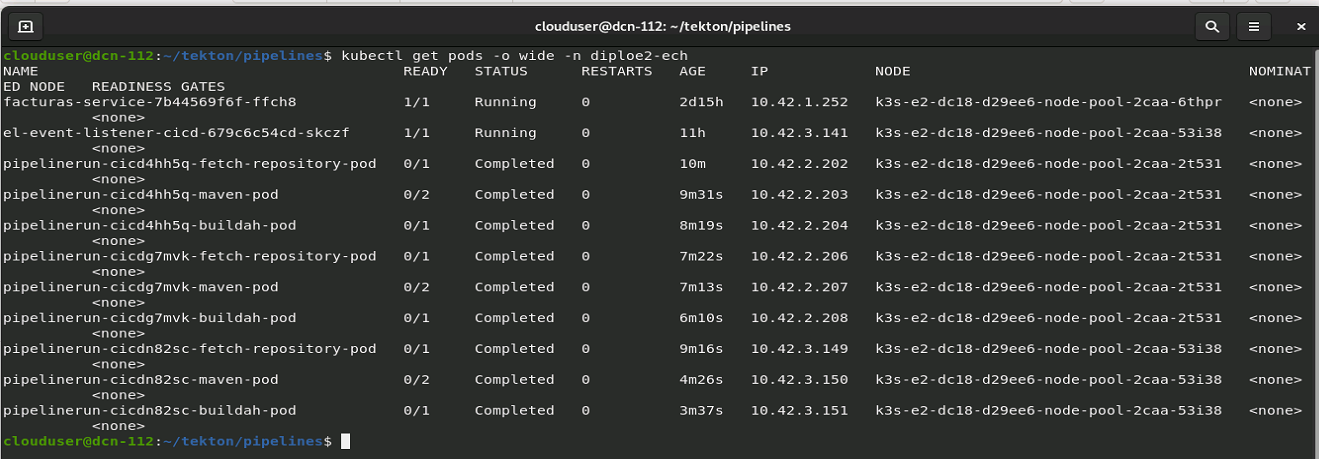 clouduser@dcn-112: ~/tekton/pipelines
clouduser@dcn-112:~/tekton/pipelines$ kubectl get pods -o wide -n diploe2-ech
NAME READY STATUS RESTARTS AGE IP NODE NOMINAT
ED NODE READINESS GATES
facturas-service-7b44569f6f-ffch8 1/1 Running 0 2d15h 10.42.1.252 k3s-e2-dc18-d29ee6-node-pool-2caa-6thpr <none>
<none>
el-event-listener-cicd-679c6c54cd-skczf 1/1 Running 0 11h 10.42.3.141 k3s-e2-dc18-d29ee6-node-pool-2caa-53i38 <none>
<none>
pipelinerun-cicd4hh5q-fetch-repository-pod 0/1 Completed 0 10m 10.42.2.202 k3s-e2-dc18-d29ee6-node-pool-2caa-2t531 <none>
<none>
pipelinerun-cicd4hh5q-maven-pod 0/2 Completed 0 9m31s 10.42.2.203 k3s-e2-dc18-d29ee6-node-pool-2caa-2t531 <none>
<none>
pipelinerun-cicd4hh5q-buildah-pod 0/1 Completed 0 8m19s 10.42.2.204 k3s-e2-dc18-d29ee6-node-pool-2caa-2t531 <none>
<none>
pipelinerun-cicdg7mvk-fetch-repository-pod 0/1 Completed 0 7m22s 10.42.2.206 k3s-e2-dc18-d29ee6-node-pool-2caa-2t531 <none>
<none>
pipelinerun-cicdg7mvk-maven-pod 0/2 Completed 0 7m13s 10.42.2.207 k3s-e2-dc18-d29ee6-node-pool-2caa-2t531 <none>
<none>
pipelinerun-cicdg7mvk-buildah-pod 0/1 Completed 0 6m10s 10.42.2.208 k3s-e2-dc18-d29ee6-node-pool-2caa-2t531 <none>
<none>
pipelinerun-cicdn82sc-fetch-repository-pod 0/1 Completed 0 9m16s 10.42.3.149 k3s-e2-dc18-d29ee6-node-pool-2caa-53i38 <none>
<none>
pipelinerun-cicdn82sc-maven-pod 0/2 Completed 0 4m26s 10.42.3.150 k3s-e2-dc18-d29ee6-node-pool-2caa-53i38 <none>
<none>
pipelinerun-cicdn82sc-buildah-pod 0/1 Completed 0 3m37s 10.42.3.151 k3s-e2-dc18-d29ee6-node-pool-2caa-53i38 <none>
<none>
clouduser@dcn-112:~/tekton/pipelines$